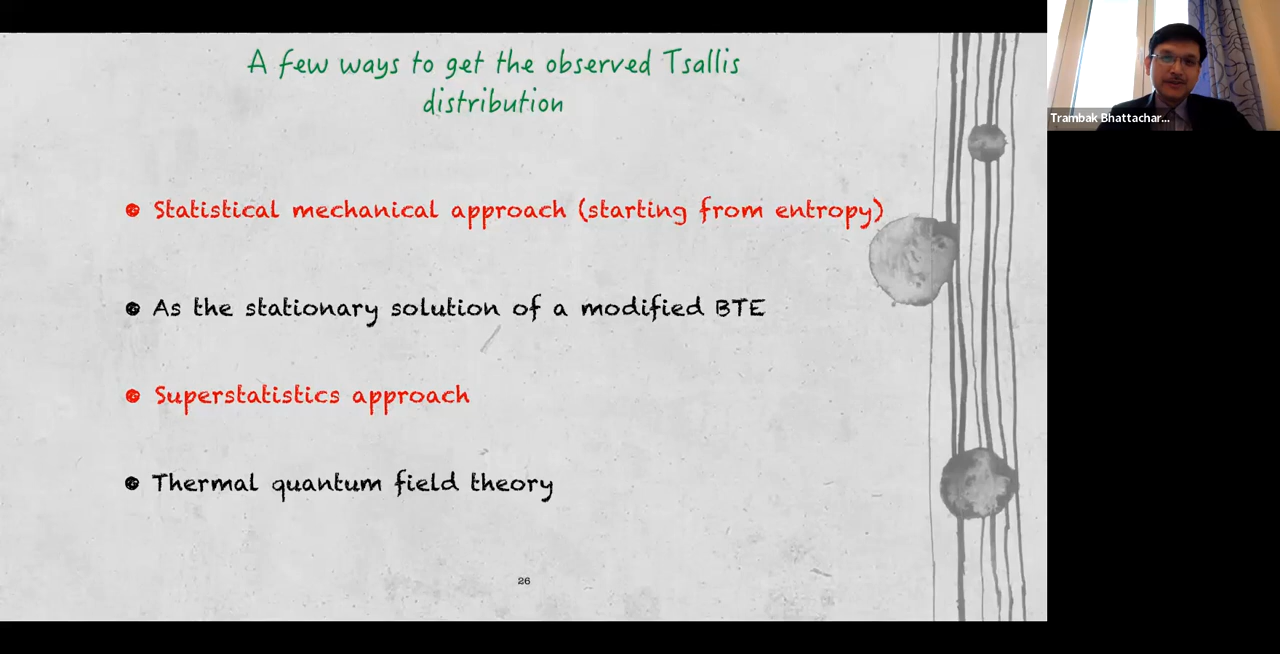 A few ways to get the observed Tsallis
distribution
Trambak Bhattachar...
• Statistical mechanical approach (starting from entropy)
• As the stationary solution of a modified BTE
• Superstatistics approach
• Thermal quantum field theory
26